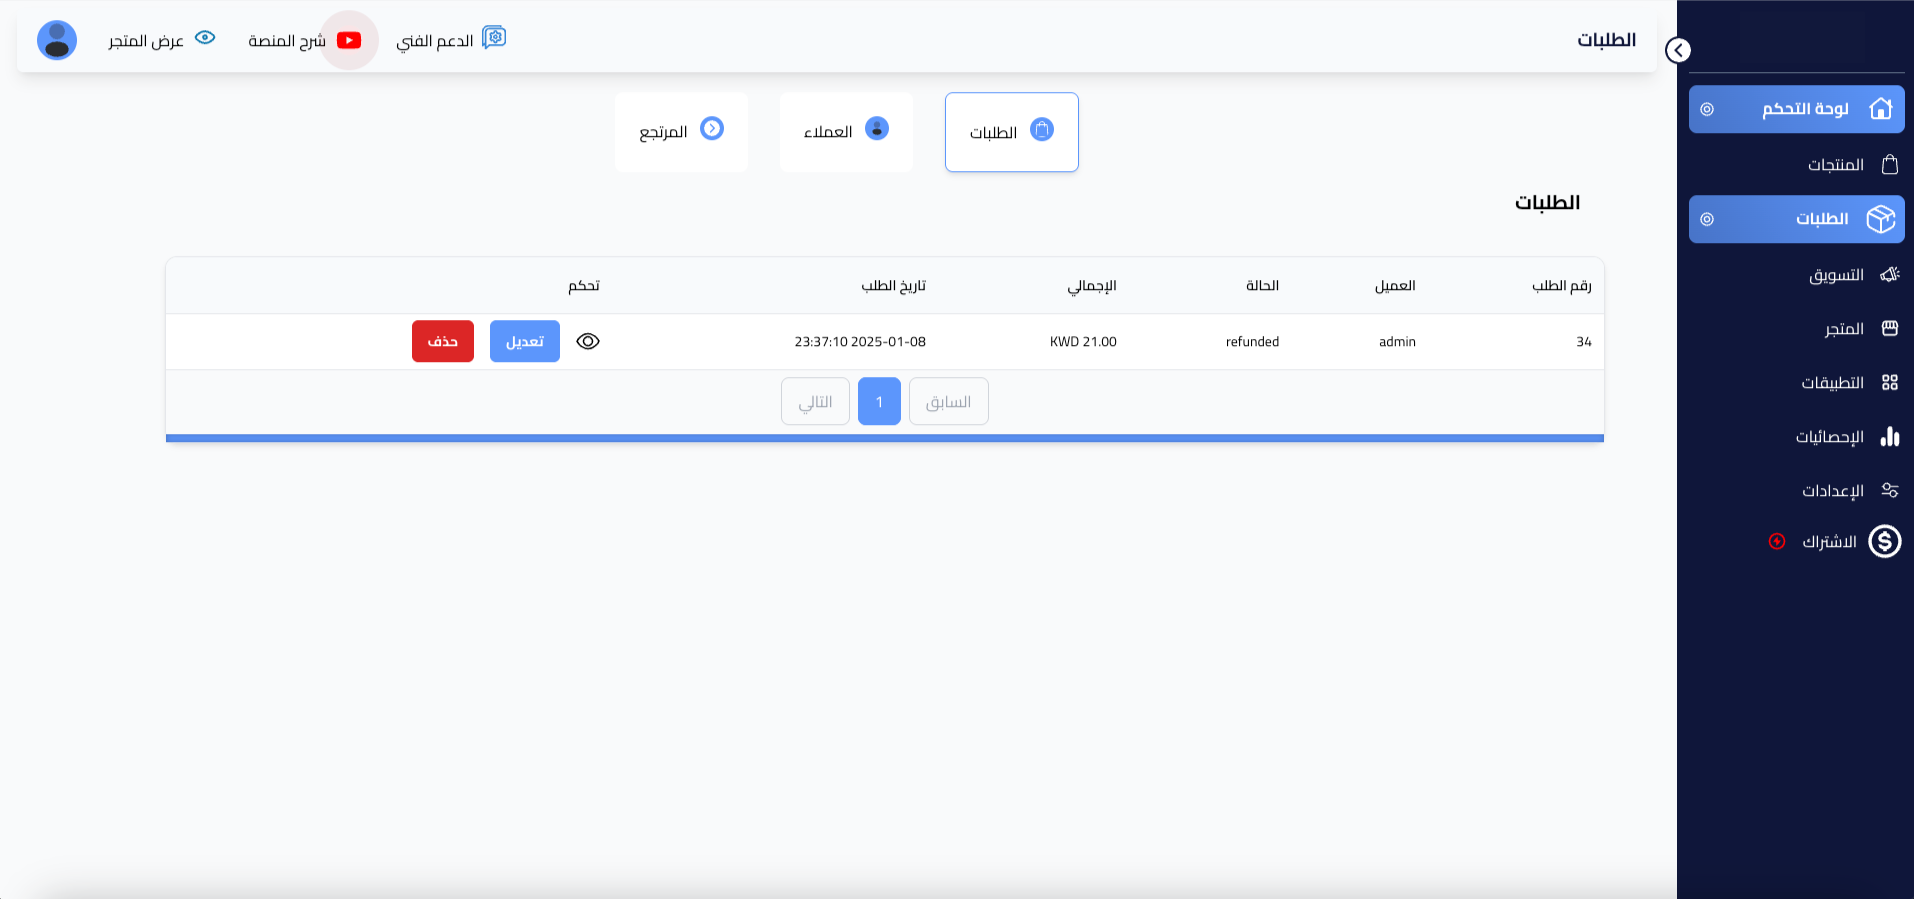 الطلبات
الدعم الفني
شرح المنصة
عرض المتجر
لوحة التحكم
المنتجات
الطلبات
التسويق
المتجر
التطبيقات
الإحصائيات
الإعدادات
الاشتراك
الطلبات
العملاء
المرتجع
الطلبات
رقم الطلب العميل الحالة الإجمالي تاريخ الطلب تحكم
34 admin refunded KWD 21.00 23:37:10 2025-01-08 تعديل حذف
السابق 1 التالي